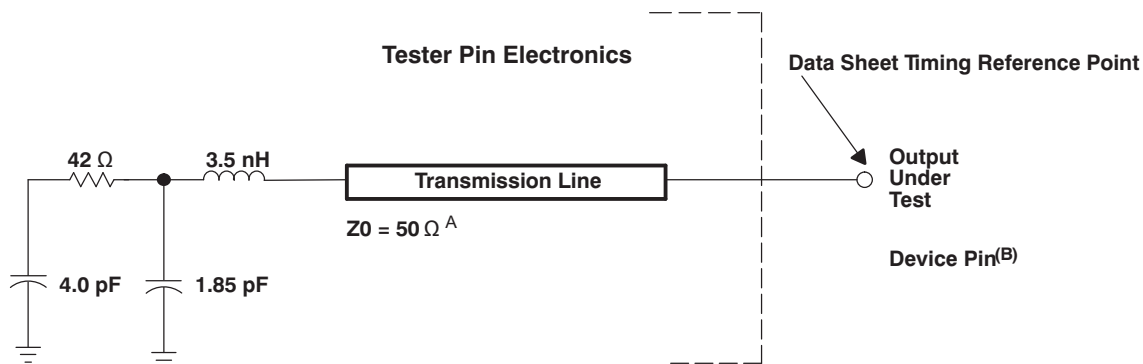 Tester Pin Electronics
Data Sheet Timing Reference Point
42 Ω
3.5 nH
Transmission Line
Output
Under
Test
Z0 = 50 Ω A
Device Pin(B)
4.0 pF
1.85 pF